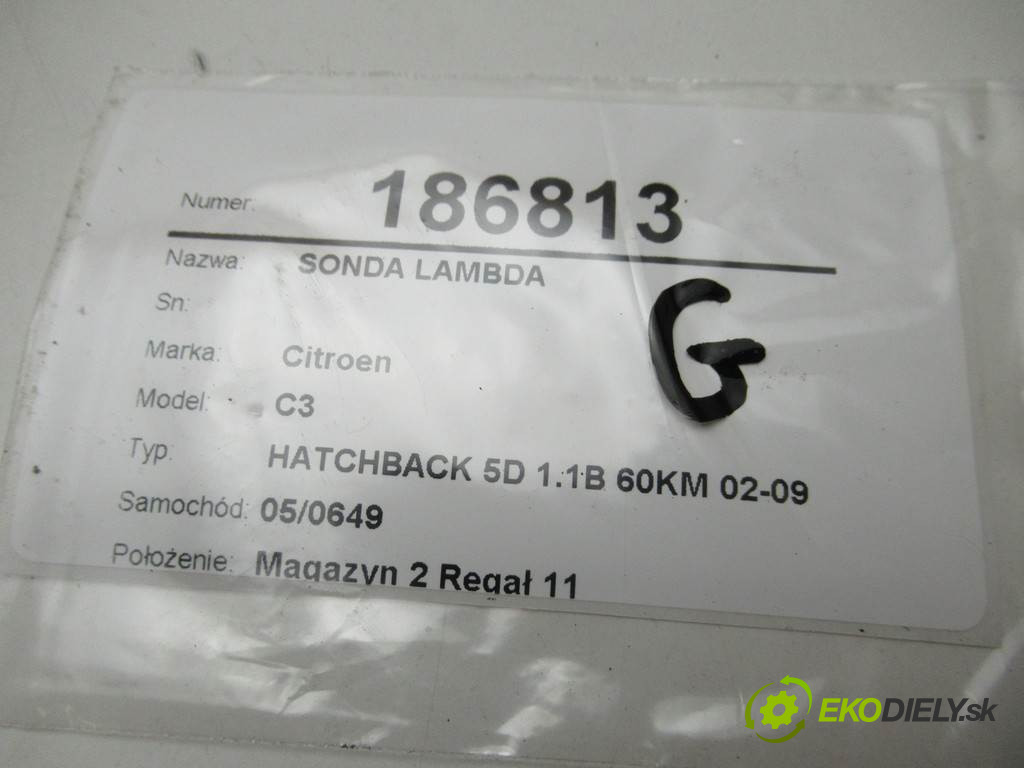 Numer: 186813
Nazwa: SONDA LAMBDA
Sn:
G
Marka: Citroen
Model: C3
Typ: HATCHBACK 5D 1.1B 60KM 02-09
Samochód: 05/0649
Położenie: Magazyn 2 Regał 11
EKODIELY.sk